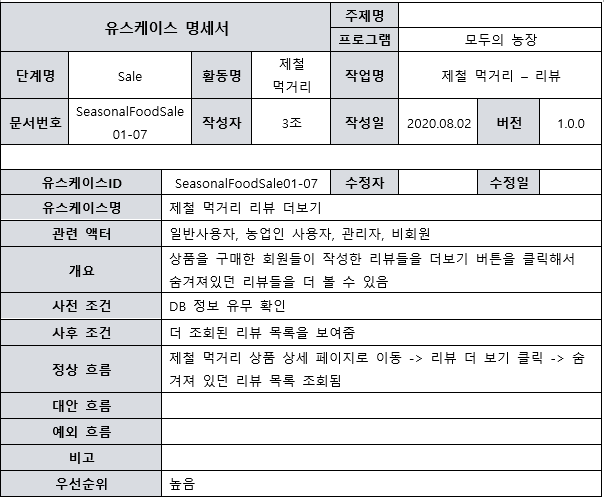 유스케이스 명세서
주제명
프로그램 모두의 농장
단계명 Sale 활동명 제철 먹거리 작업명 제철 먹거리 – 리뷰
문서번호 SeasonalFoodSale01-07 작성자 3조 작성일 2020.08.02 버전 1.0.0
유스케이스ID SeasonalFoodSale01-07 수정자 수정일
유스케이스명 제철 먹거리 리뷰 더보기
관련 액터 일반사용자, 농업인 사용자, 관리자, 비회원
개요 상품을 구매한 회원들이 작성한 리뷰들을 더보기 버튼을 클릭해서
숨겨져있던 리뷰들을 더 볼 수 있음
사전 조건 DB 정보 유무 확인
사후 조건 더 조회된 리뷰 목록을 보여줌
정상 흐름 제철 먹거리 상품 상세 페이지로 이동 -> 리뷰 더 보기 클릭 -> 숨
겨져 있던 리뷰 목록 조회됨
대안 흐름
예외 흐름
비고
우선순위 높음